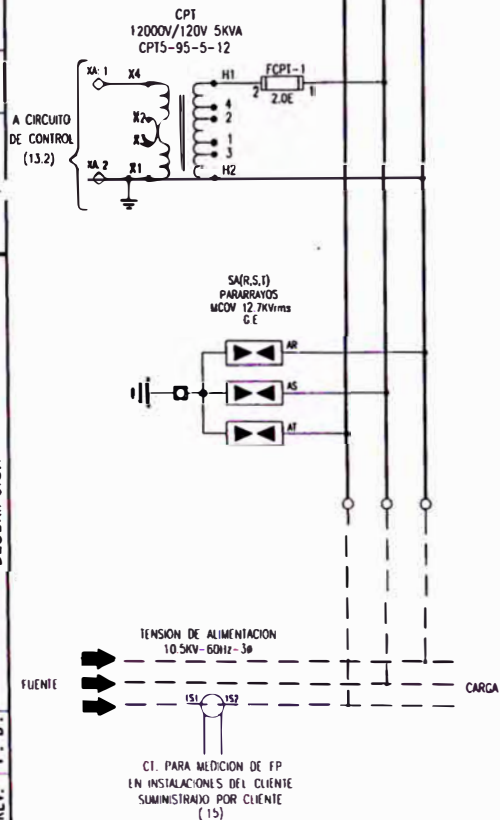 CPT
12000V/120V 5KVA
CPT5-95-5-12
XA: 1
X4
H1
FCPT-1
2
1
2.0E
4
2
X2
X3
1
3
A CIRCUITO
DE CONTROL
(13.2)
XA: 2
X1
H2
SA(R,S,T)
PARARRAYOS
MCOV 12.7KVrms
G.E
AR
AS
AT
TENSION DE ALIMENTACION
10.5KV-60Hz-3ø
FUENTE
CARGA
1S1
1S2
CT. PARA MEDICION DE FP
EN INSTALACIONES DEL CLIENTE
SUMINISTRADO POR CLIENTE
(15)
REV.